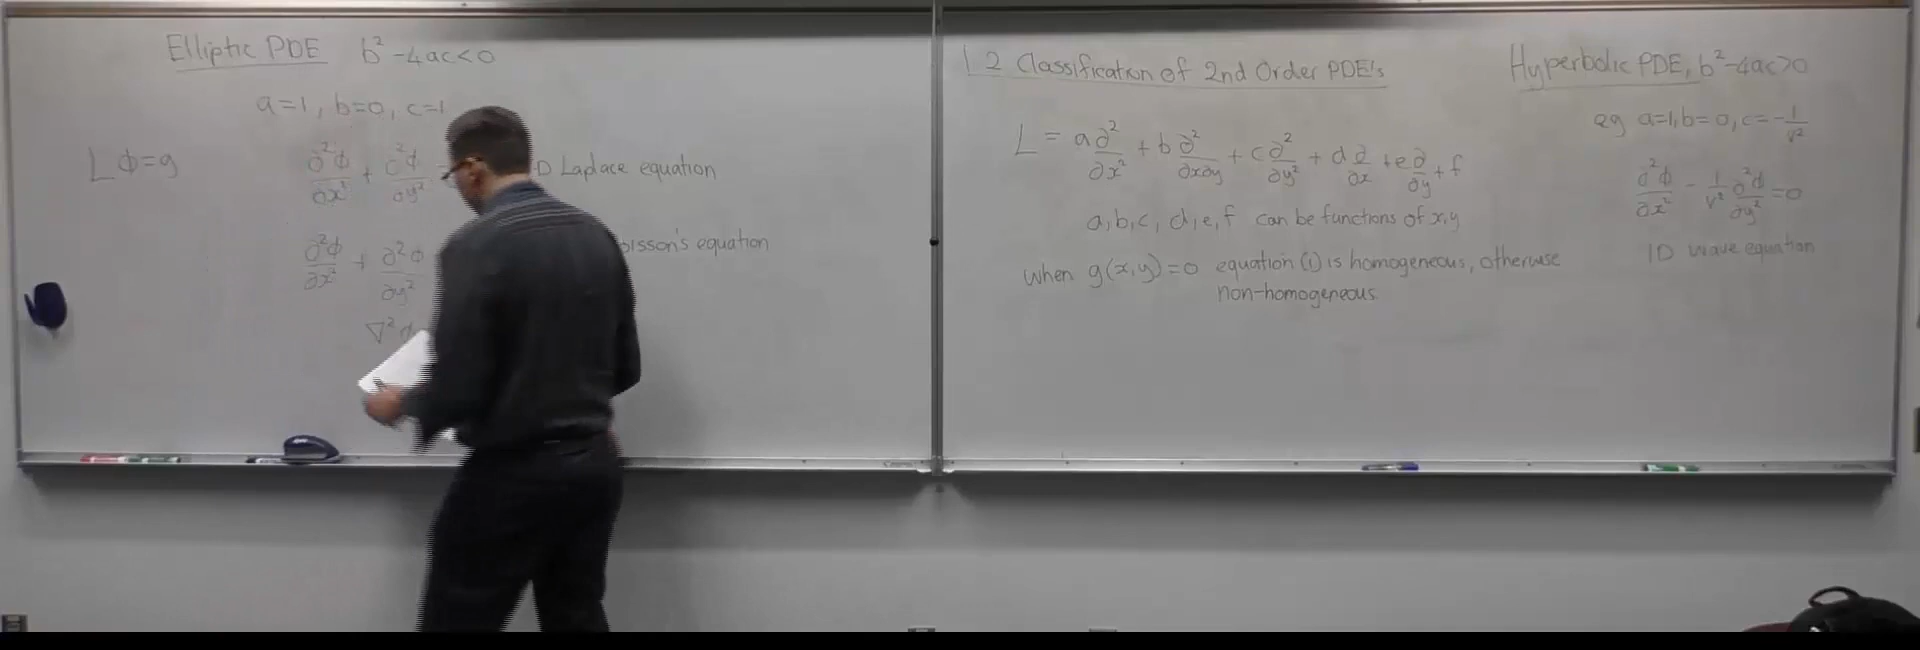 Elliptic PDE b² - 4ac < 0
a = 1, b = 0, c = 1
Lϕ = g
∂²ϕ/∂x² + ∂²ϕ/∂y² Laplace equation
∂²ϕ/∂x² + ∂²ϕ/∂y² oisson's equation
∇²ϕ
1.2 Classification of 2nd Order PDE's
L = a∂²/∂x² + b∂²/∂x∂y + c∂²/∂y² + d∂/∂x + e∂/∂y + f
a, b, c, d, e, f can be functions of x, y
when g(x, y) = 0 equation (1) is homogeneous, otherwise
non-homogeneous.
Hyperbolic PDE, b² - 4ac > 0
eg a = 1, b = 0, c = -1/v²
∂²ϕ/∂x² - 1/v² ∂²ϕ/∂y² = 0
1D wave equation